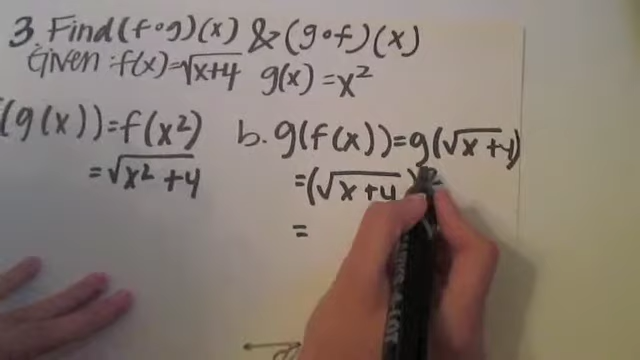 3. Find (f∘g)(x) & (g∘f)(x)
Given: f(x)=√x+4 g(x)=x²
(g(x))=f(x²)
=√x²+4
b. g(f(x))=g(√x+4)
=(√x+4)²
=